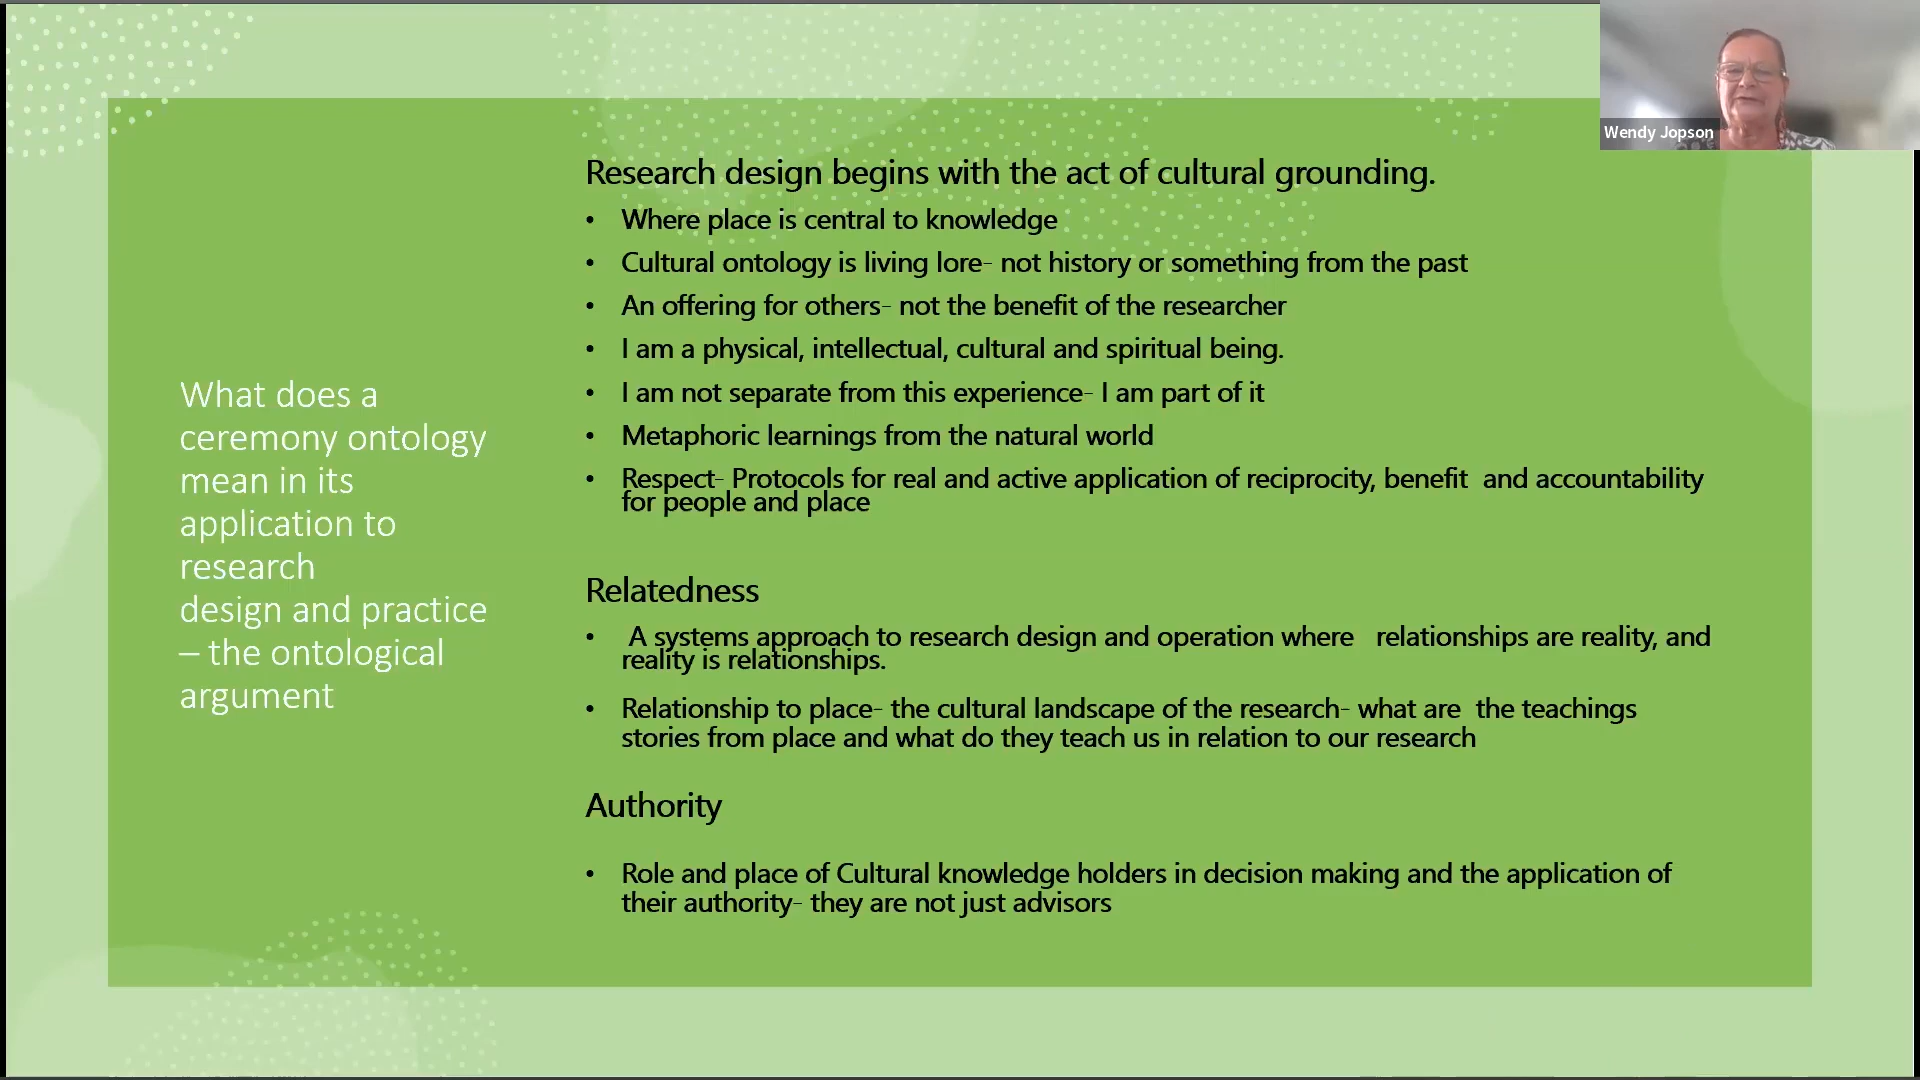 What does a
ceremony ontology
mean in its
application to
research
design and practice
– the ontological
argument
Research design begins with the act of cultural grounding.
• Where place is central to knowledge
• Cultural ontology is living lore- not history or something from the past
• An offering for others- not the benefit of the researcher
• I am a physical, intellectual, cultural and spiritual being.
• I am not separate from this experience- I am part of it
• Metaphoric learnings from the natural world
• Respect- Protocols for real and active application of reciprocity, benefit  and accountability
for people and place
Relatedness
• A systems approach to research design and operation where   relationships are reality, and
reality is relationships.
• Relationship to place- the cultural landscape of the research- what are  the teachings
stories from place and what do they teach us in relation to our research
Authority
• Role and place of Cultural knowledge holders in decision making and the application of
their authority- they are not just advisors
Wendy Jopson